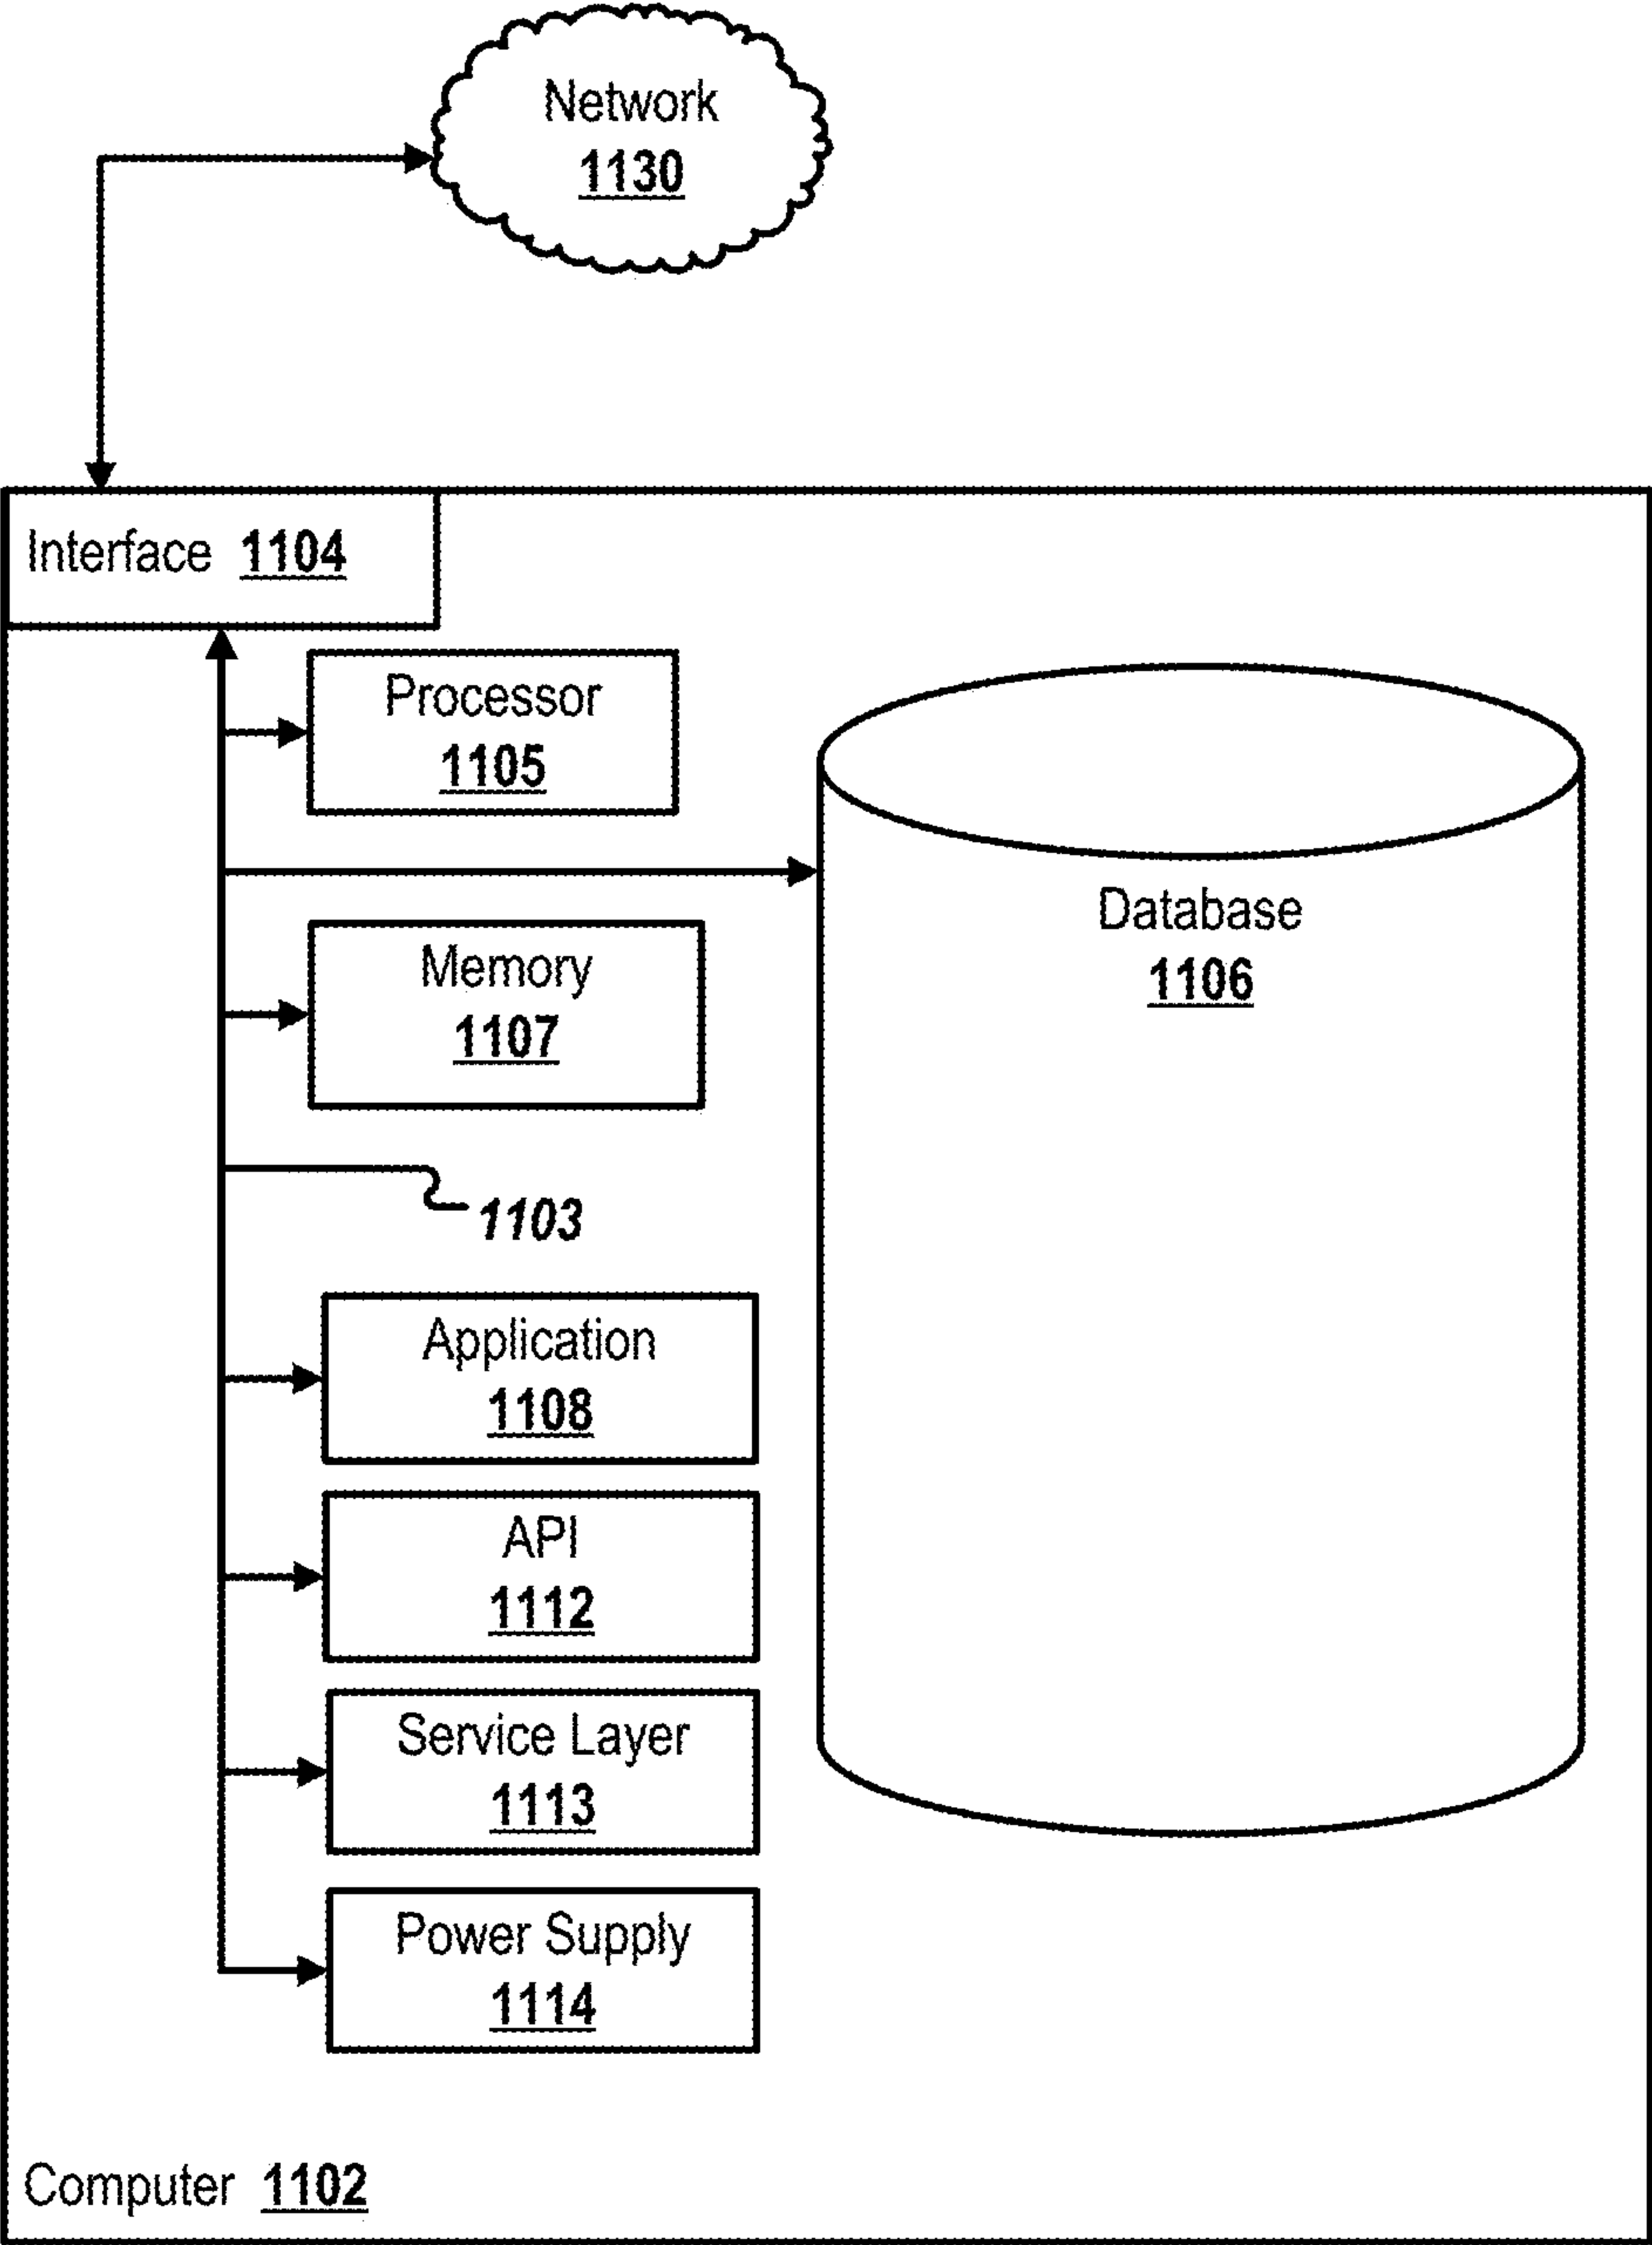 Network
1130
Interface 1104
Processor
1105
Database
1106
Memory
1107
1103
Application
1108
API
1112
Service Layer
1113
Power Supply
1114
Computer 1102